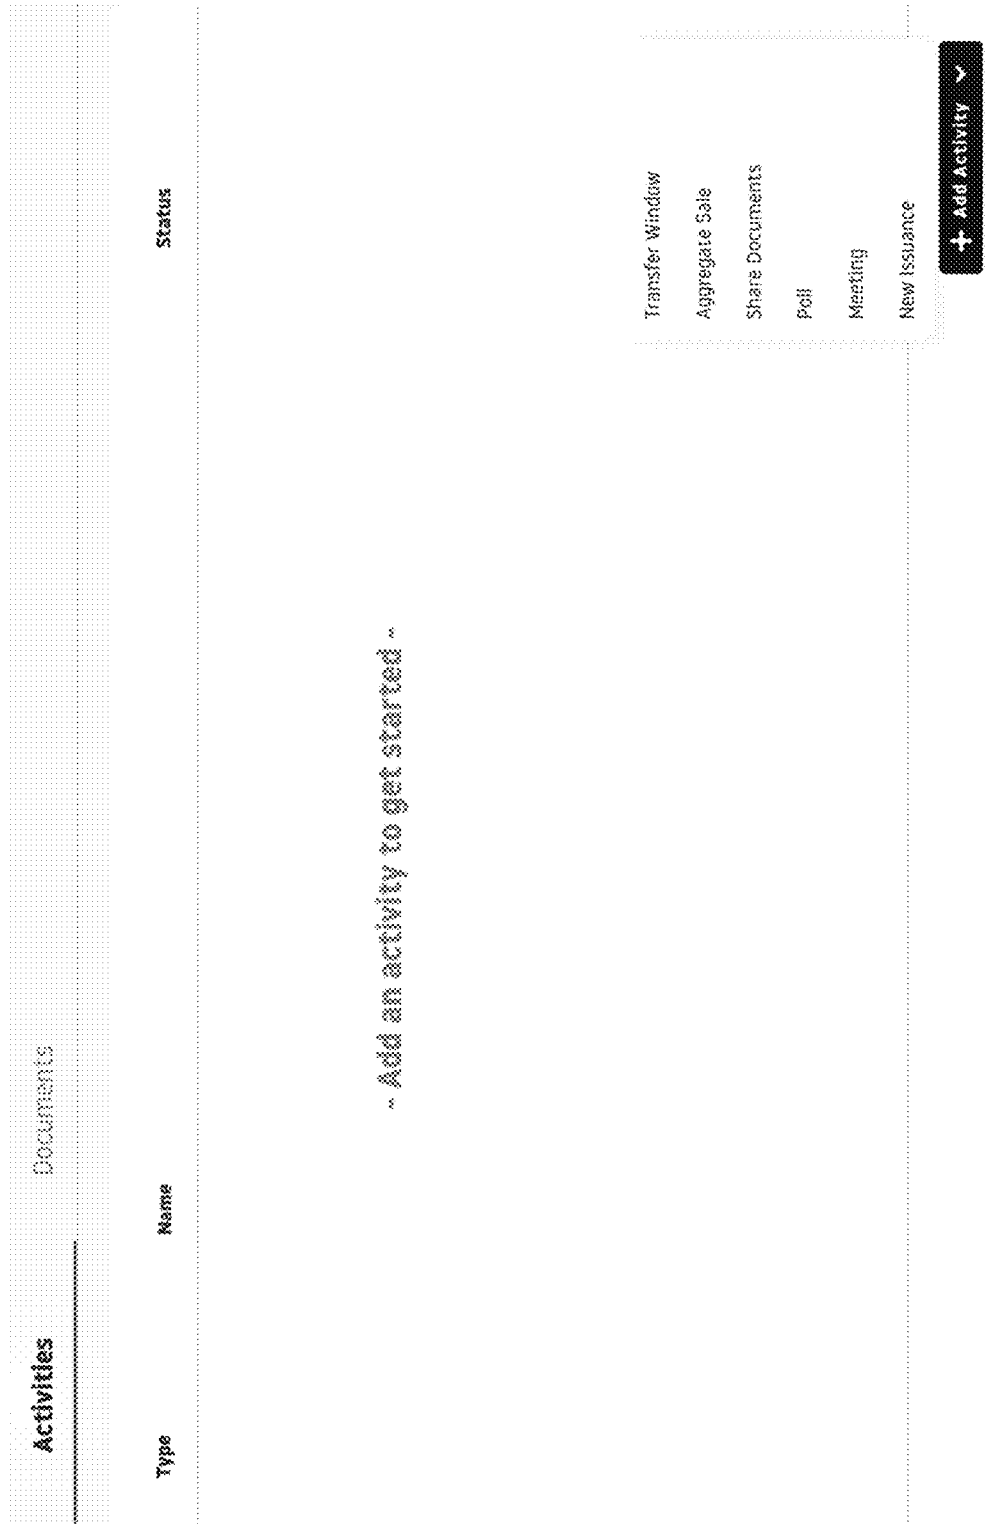 Activities
Documents
Type
Name
Status
- Add an activity to get started -
Transfer Window
Aggregate Sale
Share Documents
Poll
Meeting
New Issuance
+ Add Activity